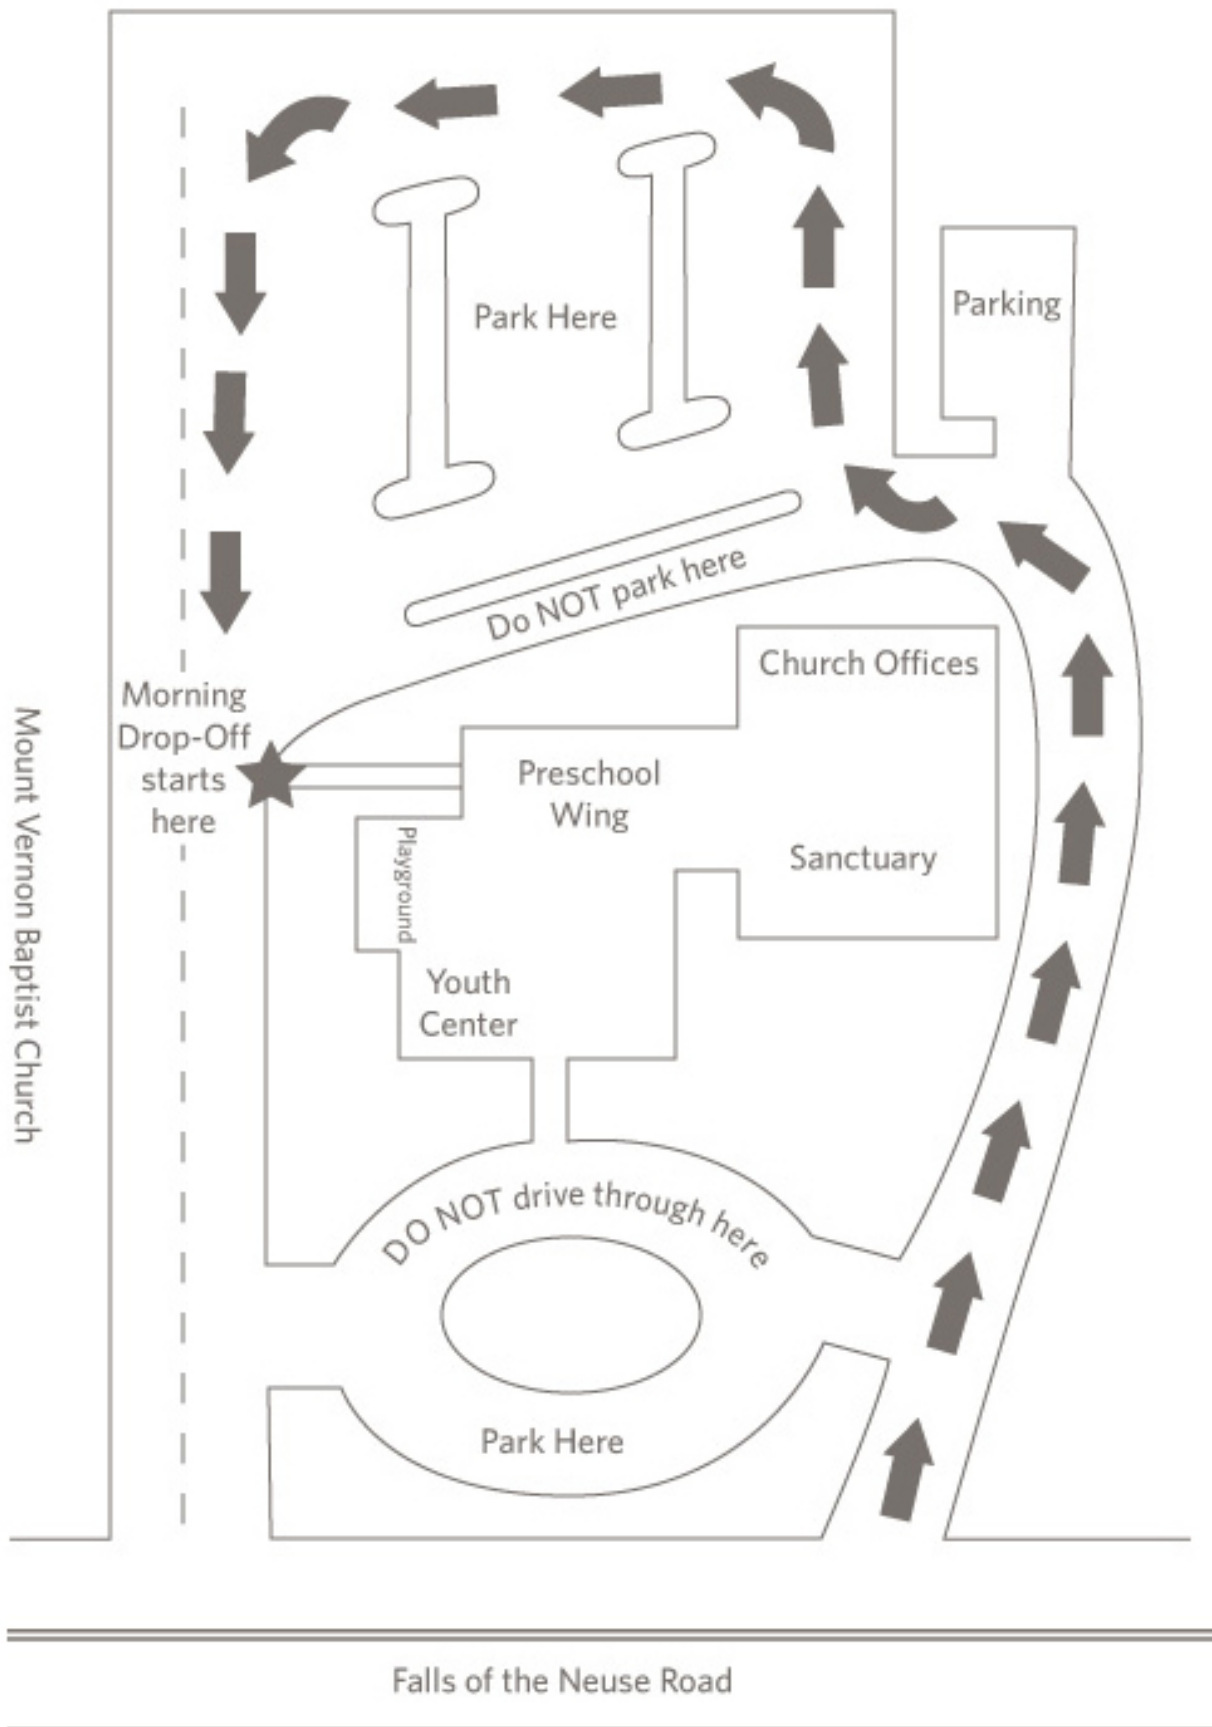 Park Here
Parking
Do NOT park here
Church Offices
Morning
Drop-Off
starts
here
Preschool
Wing
Playground
Sanctuary
Youth
Center
Mount Vernon Baptist Church
DO NOT drive through here
Park Here
Falls of the Neuse Road